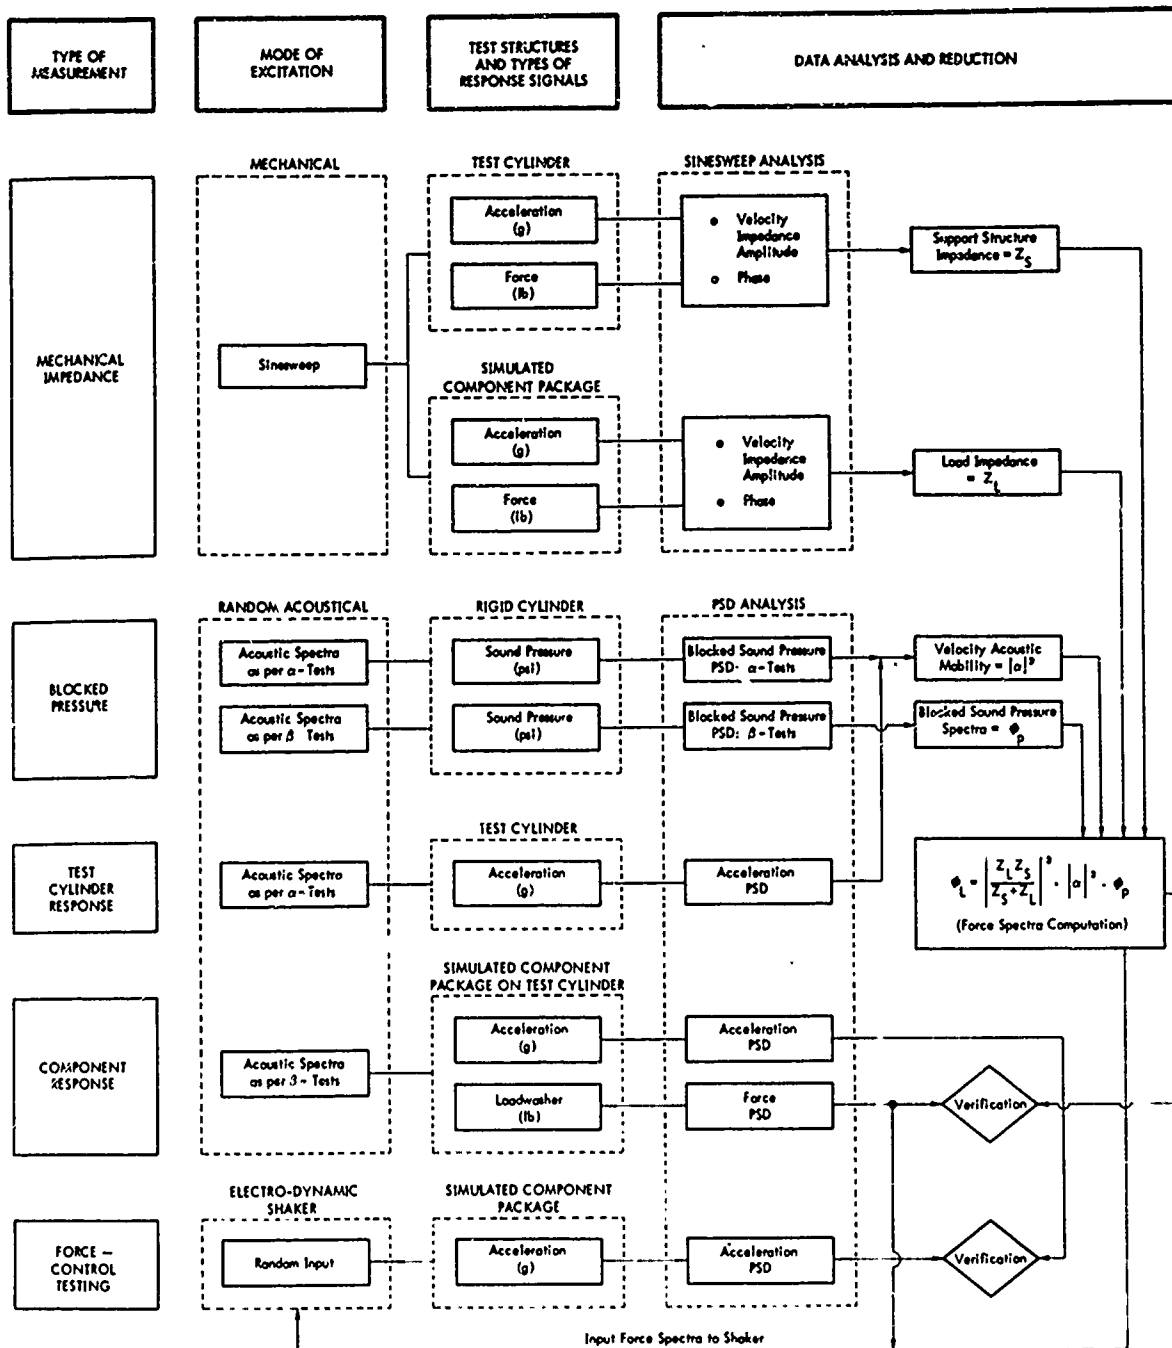 TYPE OF
MEASUREMENT
MODE OF
EXCITATION
TEST STRUCTURES
AND TYPES OF
RESPONSE SIGNALS
DATA ANALYSIS AND REDUCTION
MECHANICAL
IMPEDANCE
MECHANICAL
Sinesweep
TEST CYLINDER
Acceleration
(g)
Force
(lb)
SIMULATED
COMPONENT PACKAGE
Acceleration
(g)
Force
(lb)
SINESWEEP ANALYSIS
• Velocity
Impedance
Amplitude
o Phase
• Velocity
Impedance
Amplitude
• Phase
Support Structure
Impedance = Z_S
Load Impedance
= Z_L
BLOCKED
PRESSURE
RANDOM ACOUSTICAL
Acoustic Spectra
as per α- Tests
Acoustic Spectra
as per β Tests
RIGID CYLINDER
Sound Pressure
(psi)
Sound Pressure
(psi)
PSD ANALYSIS
Blocked Sound Pressure
PSD: α-Tests
Blocked Sound Pressure
PSD: β-Tests
Velocity Acoustic
Mobility = |α|²
Blocked Sound Pressure
Spectra = ϕ_p
TEST
CYLINDER
RESPONSE
Acoustic Spectra
as per α-Tests
TEST CYLINDER
Acceleration
(g)
Acceleration
PSD
ϕ_L = |Z_L Z_S / Z_S + Z_L|² · |α|² · ϕ_p
(Force Spectra Computation)
COMPONENT
RESPONSE
Acoustic Spectra
as per β - Tests
SIMULATED COMPONENT
PACKAGE ON TEST CYLINDER
Acceleration
(g)
Loadwasher
(lb)
Acceleration
PSD
Force
PSD
Verification
FORCE —
CONTROL
TESTING
ELECTRO-DYNAMIC
SHAKER
Random Input
SIMULATED COMPONENT
PACKAGE
Acceleration
(g)
Acceleration
PSD
Verification
Input Force Spectra to Shaker